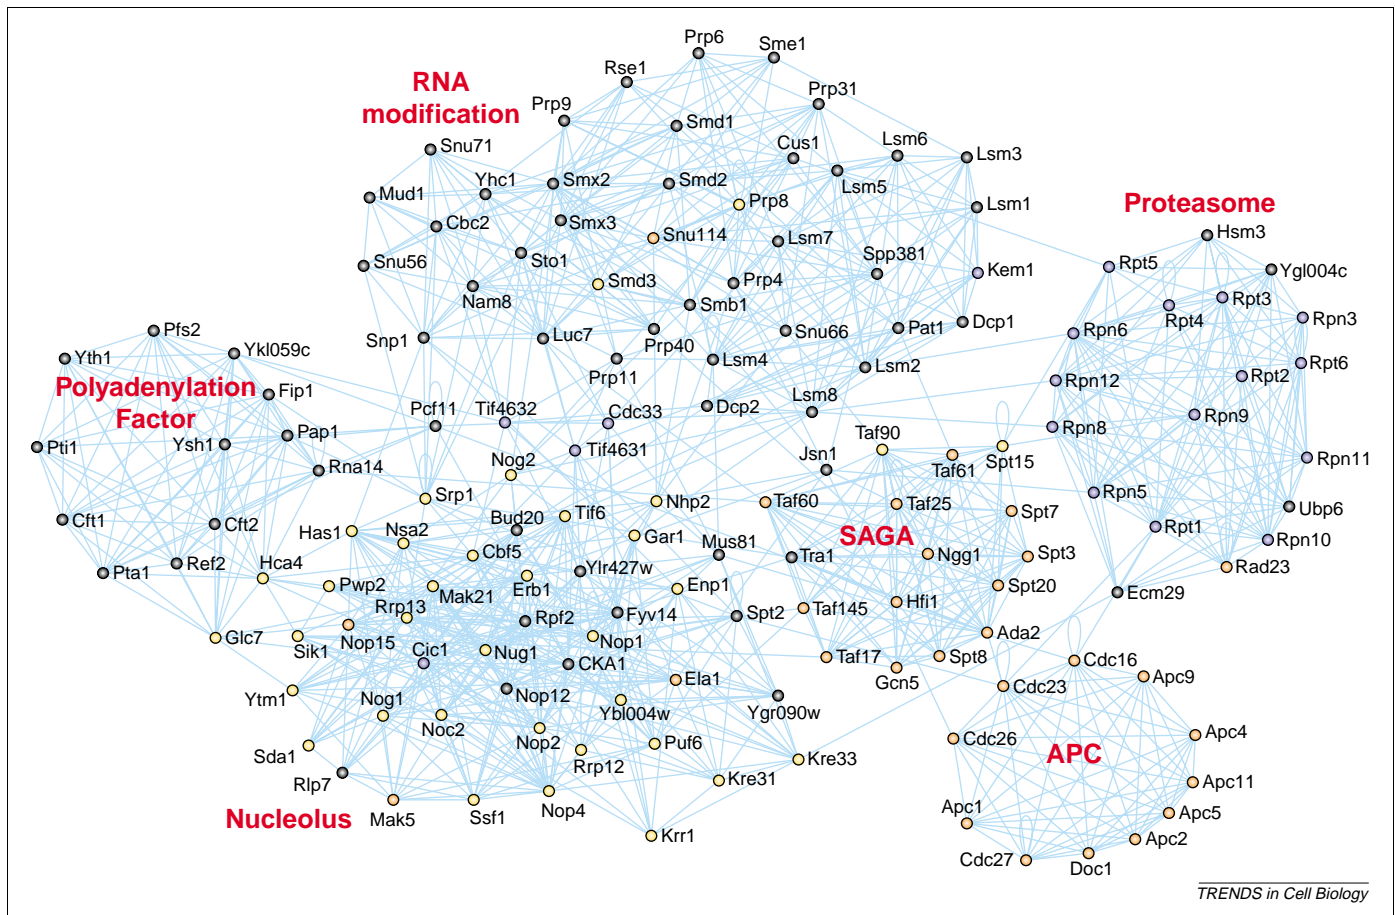 Prp6
Sme1
Rse1
RNA
modification
Prp31
Prp9
Smd1
Lsm6
Cus1
Lsm3
Snu71
Yhc1
Smx2
Smd2
Lsm5
Mud1
Prp8
Lsm1
Proteasome
Cbc2
Smx3
Snu114
Lsm7
Hsm3
Snu56
Sto1
Spp381
Kem1
Rpt5
Ygl004c
Nam8
Smd3
Prp4
Smb1
Rpt4
Rpt3
Rpn3
Pfs2
Ykl059c
Snp1
Luc7
Prp40
Snu66
Pat1
Dcp1
Rpn6
Yth1
Prp11
Lsm4
Lsm2
Rpt6
Rpt2
Polyadenylation
Factor
Fip1
Rpn12
Pcf11
Tif4632
Cdc33
Dcp2
Lsm8
Rpn9
Pti1
Ysh1
Pap1
Rpn8
Taf90
Tif4631
Rna14
Nog2
Jsn1
Taf61
Spt15
Rpn11
Srp1
Nhp2
Taf60
Taf25
Rpn5
Spt7
Ubp6
Cft1
Cft2
Has1
Nsa2
Bud20
Tif6
Gar1
Mus81
SAGA
Rpt1
Rpn10
Cbf5
Tra1
Ngg1
Spt3
Pta1
Ref2
Hca4
Pwp2
Mak21
Erb1
Ylr427w
Enp1
Spt20
Rad23
Ecm29
Rrp13
Rpf2
Fyv14
Spt2
Taf145
Hfi1
Glc7
Sik1
Nop15
Nop1
Ada2
Cic1
Nug1
CKA1
Taf17
Gcn5
Spt8
Cdc16
Apc9
Ytm1
Nog1
Nop12
Ela1
Cdc23
Noc2
Ybl004w
Ygr090w
Nop2
Cdc26
APC
Apc4
Sda1
Puf6
Rrp12
Kre33
Rlp7
Kre31
Apc11
Nucleolus
Mak5
Ssf1
Nop4
Apc1
Apc5
Krr1
Apc2
Cdc27
Doc1
TRENDS in Cell Biology